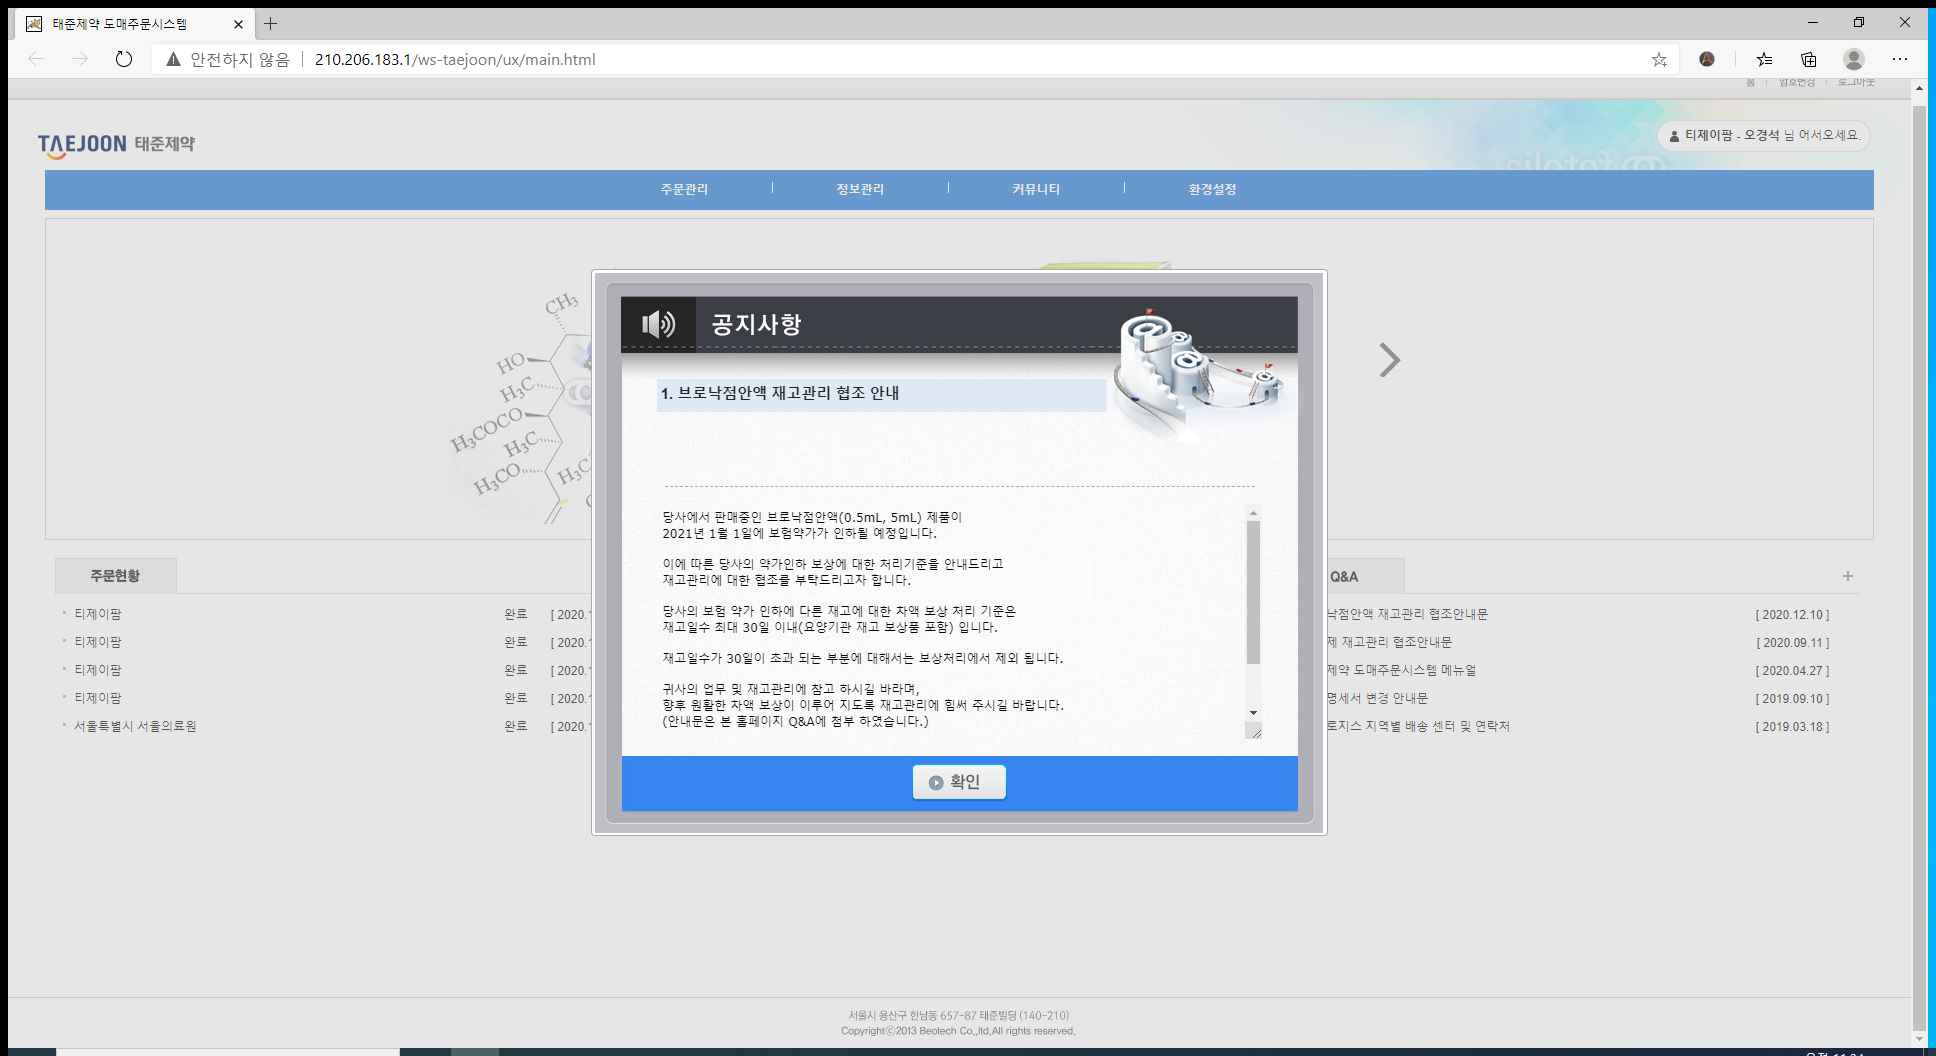 태준제약 도매주문시스템
안전하지 않음 210.206.183.1/ws-taejoon/ux/main.html
홈 암호변경 로그아웃
TAEJOON 태준제약
티제이팜 - 오경석 님 어서오세요.
주문관리 정보관리 커뮤니티 환경설정
CH3
HO
H3C
H3COCO
H3C
H3CO
H3C
공지사항
1. 브로낙점안액 재고관리 협조 안내
당사에서 판매중인 브로낙점안액(0.5mL, 5mL) 제품이
2021년 1월 1일에 보험약가가 인하될 예정입니다.
이에 따른 당사의 약가인하 보상에 대한 처리기준을 안내드리고
재고관리에 대한 협조를 부탁드리고자 합니다.
당사의 보험 약가 인하에 다른 재고에 대한 차액 보상 처리 기준은
재고일수 최대 30일 이내(요양기관 재고 보상품 포함) 입니다.
재고일수가 30일이 초과 되는 부분에 대해서는 보상처리에서 제외 됩니다.
귀사의 업무 및 재고관리에 참고 하시길 바라며,
향후 원활한 차액 보상이 이루어 지도록 재고관리에 힘써 주시길 바랍니다.
(안내문은 본 홈페이지 Q&A에 첨부 하였습니다.)
확인
주문현황
티제이팜 완료 [ 2020.
티제이팜 완료 [ 2020.
티제이팜 완료 [ 2020.
티제이팜 완료 [ 2020.
서울특별시 서울의료원 완료 [ 2020.
Q&A
낙점안액 재고관리 협조안내문 [ 2020.12.10 ]
제 재고관리 협조안내문 [ 2020.09.11 ]
제약 도매주문시스템 메뉴얼 [ 2020.04.27 ]
명세서 변경 안내문 [ 2019.09.10 ]
로지스 지역별 배송 센터 및 연락처 [ 2019.03.18 ]
서울시 용산구 한남동 657-87 태준빌딩 (140-210)
Copyrightⓒ2013 Beotech Co.,ltd.All rights reserved.